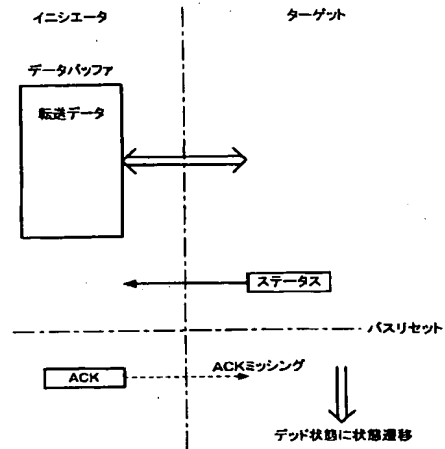 イニシエータ
ターゲット
データバッファ
転送データ
ステータス
バスリセット
ACK
ACKミッシング
デッド状態に状態遷移